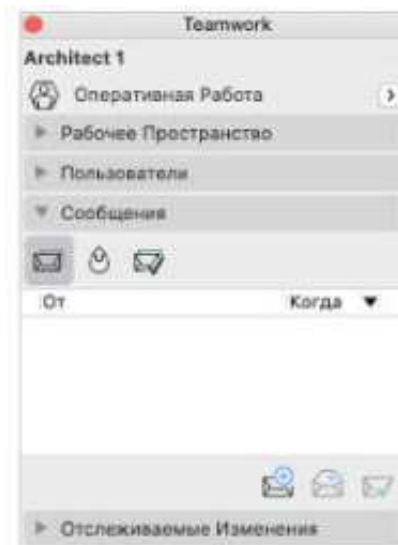 Teamwork
Architect 1
Оперативная Работа
Рабочее Пространство
Пользователи
Сообщения
От Когда
Отслеживаемые Изменения